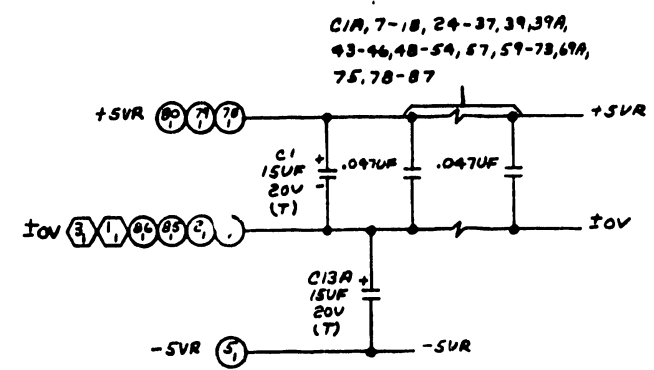 C1A, 7-18, 24-37, 39, 39A,
43-46, 48-54, 57, 59-73, 69A,
75, 78-87
+5VR 80, 79, 78, +5VR
C1 +
15UF
20V -
(T)
.047UF .047UF
±0V 3, 1, 86, 85, 2, ±0V
C13A +
15UF
20V
(T)
-5VR 5, -5VR